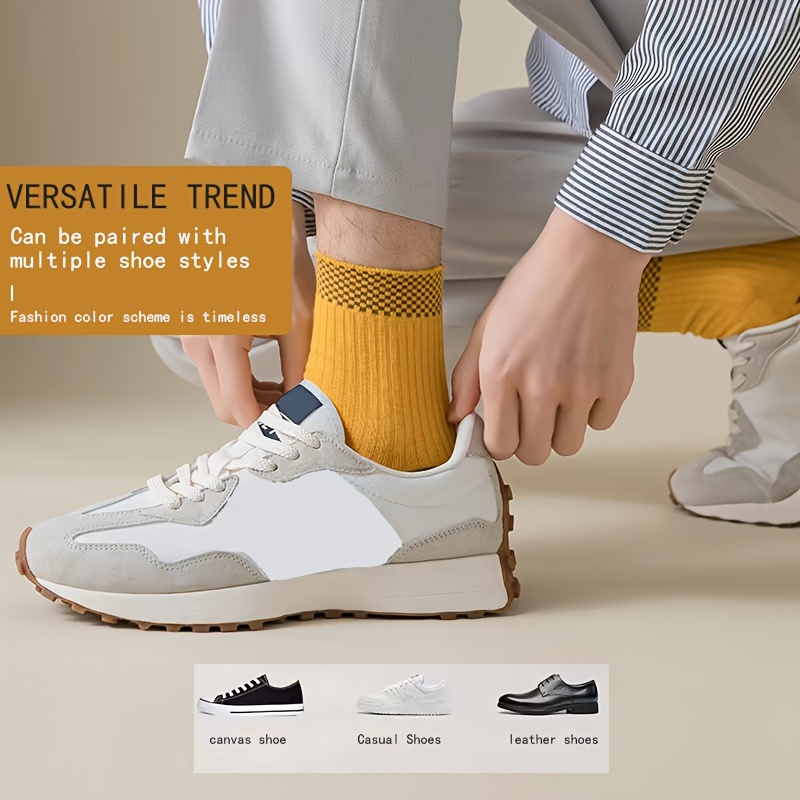 VERSATILE TREND
Can be paired with
multiple shoe styles
|
Fashion color scheme is timeless
canvas shoe
Casual Shoes
leather shoes